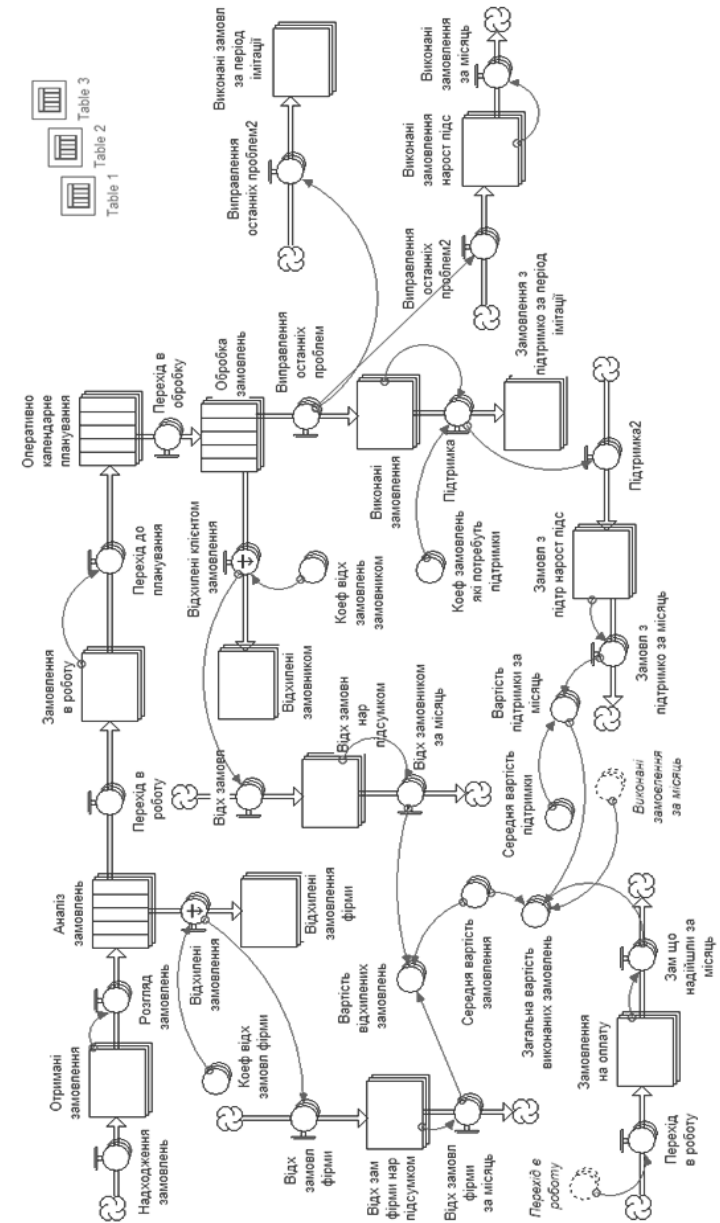 Отримані
замовлення
Аналіз
замовлень
Замовлення
в роботу
Оперативно
календарне
планування
Table 1
Table 2
Table 3
Надходження
замовлень
Розгляд
замовлень
Перехід в
роботу
Перехід до
планування
Перехід в
обробку
Відхилені
замовлення
Відхилені клієнтом
замовлення
Обробка
замовлень
Виконані замовл
за період
імітації
Коеф відх
замовл фірми
Відх замовл
Виправлення
останніх проблем2
Відхилені
замовлення
фірми
Відхилені
замовником
Коеф відх
замовлень
замовником
Виправлення
останніх
проблем
Відх
замовл
фірми
Вартість
відхилених
замовлень
Відх замовн
нар
підсумком
Виконані
замовлення
Виправлення
останніх
проблем2
Виконані
замовлення
нарост підс
Виконані
замовлення
за місяць
Відх зам
фірми нар
підсумком
Відх замовником
за місяць
Коеф замовлень
які потребуть
підтримки
Підтримка
Відх замовл
фірми
за місяць
Середня вартість
замовлення
Середня вартість
підтримки
Вартість
підтримки за
місяць
Замовл з
підтр нарост підс
Замовлення з
підтримко за період
імітації
Загальна вартість
виконаних замовлень
Перехід в
роботу
Замовлення
на оплату
Виконані
замовлення
за місяць
Замовл з
підтримко за місяць
Підтримка2
Перехід
в роботу
Зам що
надійшли за
місяць